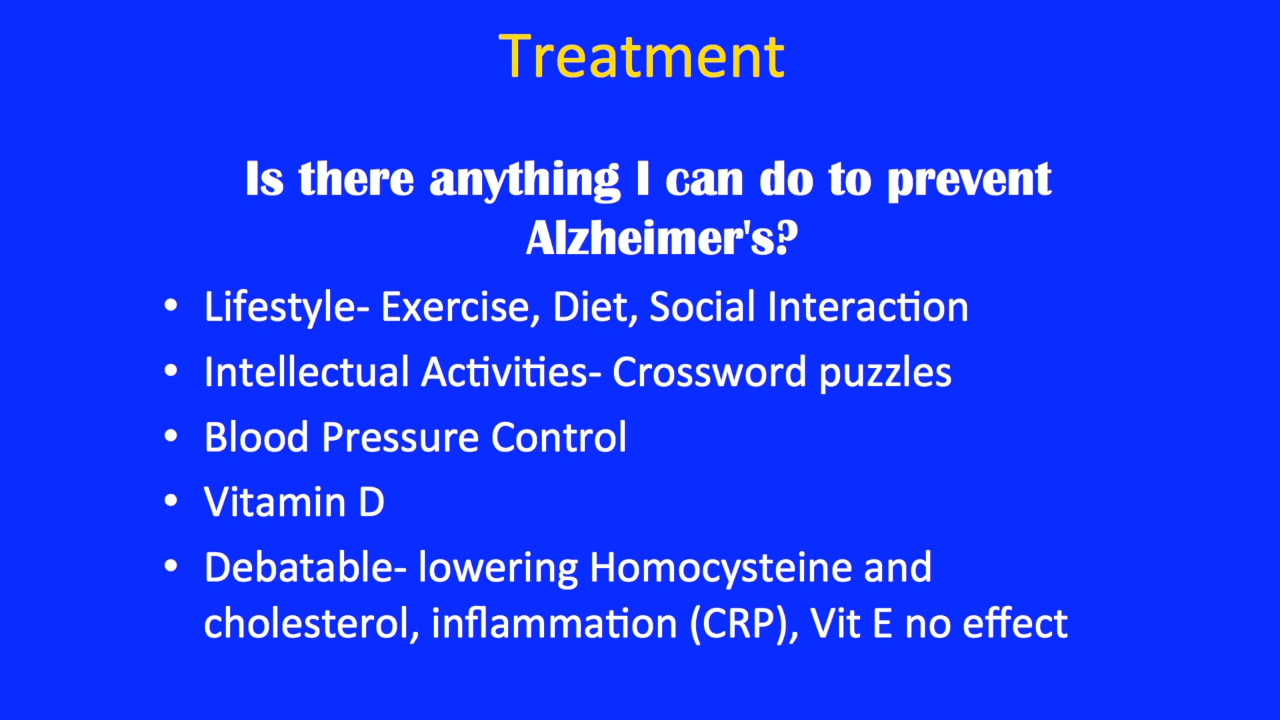 Treatment
Is there anything I can do to prevent
Alzheimer's?
• Lifestyle- Exercise, Diet, Social Interaction
• Intellectual Activities- Crossword puzzles
• Blood Pressure Control
• Vitamin D
• Debatable- lowering Homocysteine and
cholesterol, inflammation (CRP), Vit E no effect